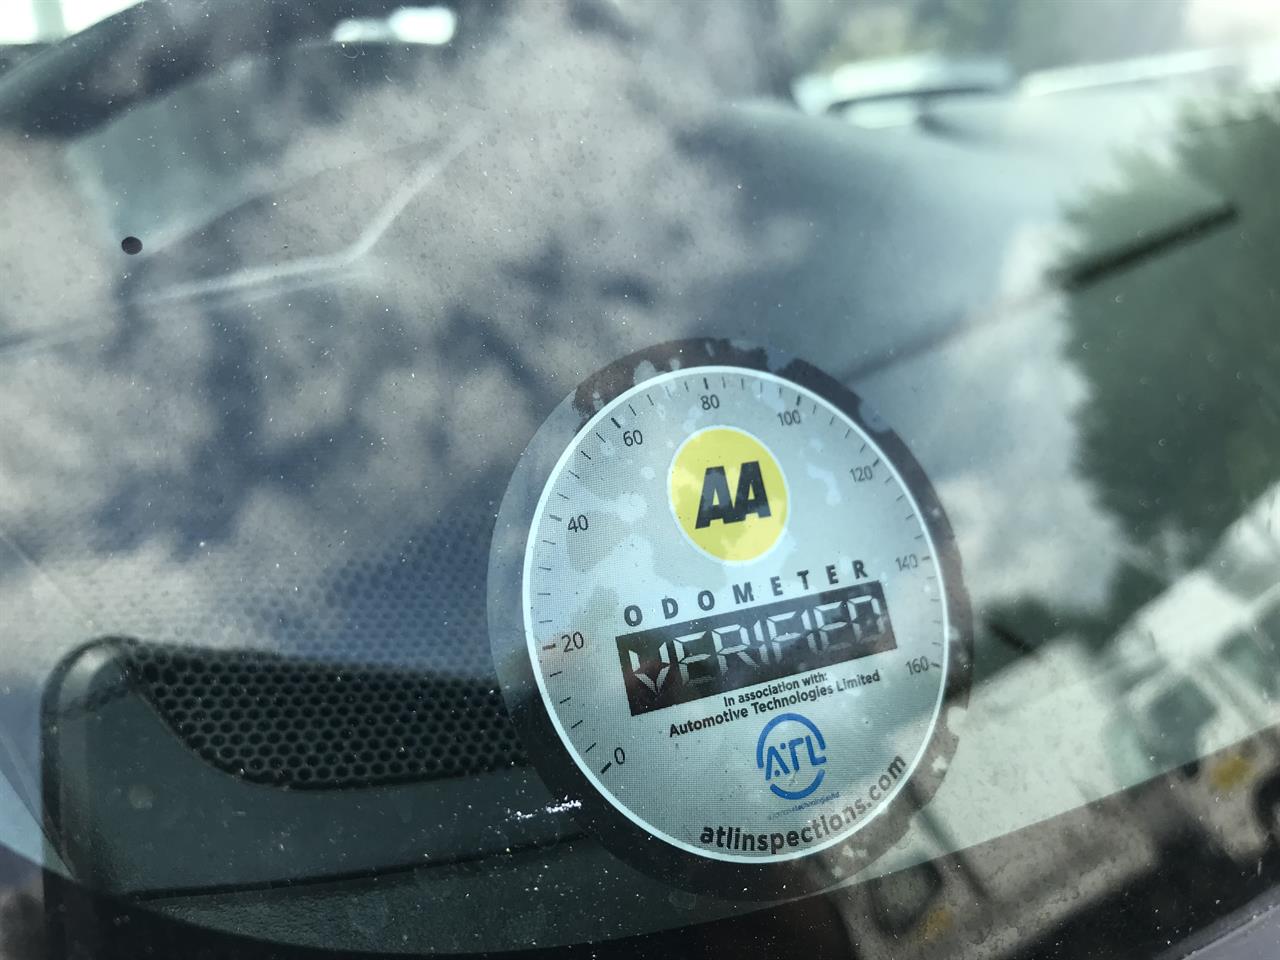 0
20
40
60
80
100
120
140
160
AA
ODOMETER
VERIFIED
In association with:
Automotive Technologies Limited
ATL
atlinspections.com